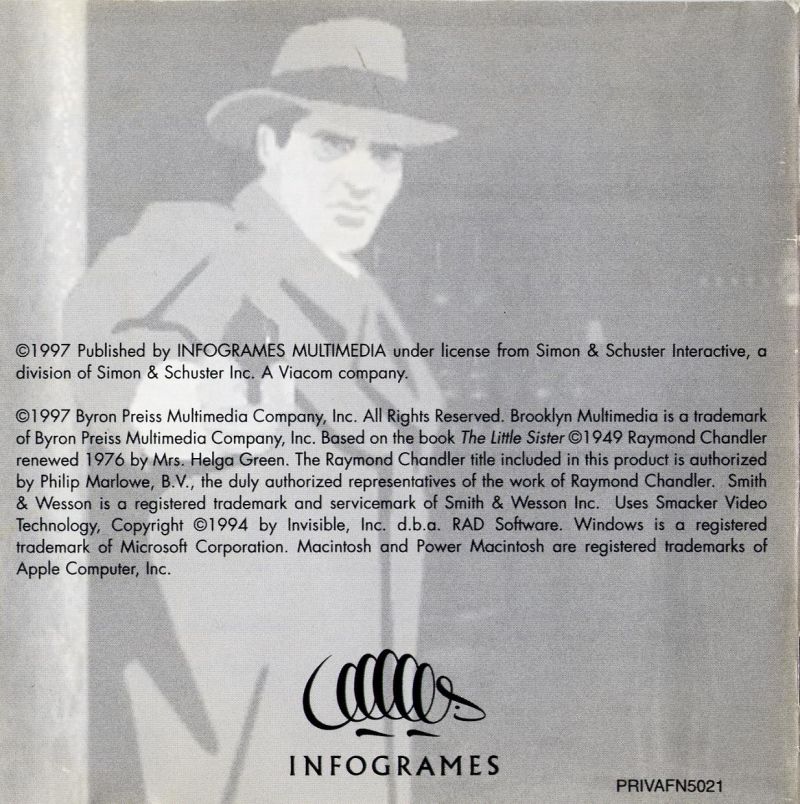 ©1997 Published by INFOGRAMES MULTIMEDIA under license from Simon & Schuster Interactive, a
division of Simon & Schuster Inc. A Viacom company.
©1997 Byron Preiss Multimedia Company, Inc. All Rights Reserved. Brooklyn Multimedia is a trademark
of Byron Preiss Multimedia Company, Inc. Based on the book The Little Sister ©1949 Raymond Chandler
renewed 1976 by Mrs. Helga Green. The Raymond Chandler title included in this product is authorized
by Philip Marlowe, B.V., the duly authorized representatives of the work of Raymond Chandler. Smith
& Wesson is a registered trademark and servicemark of Smith & Wesson Inc. Uses Smacker Video
Technology, Copyright ©1994 by Invisible, Inc. d.b.a. RAD Software. Windows is a registered
trademark of Microsoft Corporation. Macintosh and Power Macintosh are registered trademarks of
Apple Computer, Inc.
INFOGRAMES
PRIVAFN5021